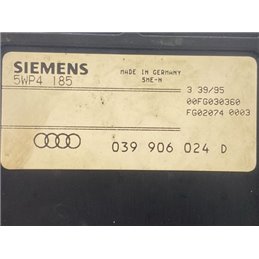 SIEMENS
5WP4 185
MADE IN GERMANY
SME-N
3 39/95
00FG030360
FG02074 0003
039 906 024 D